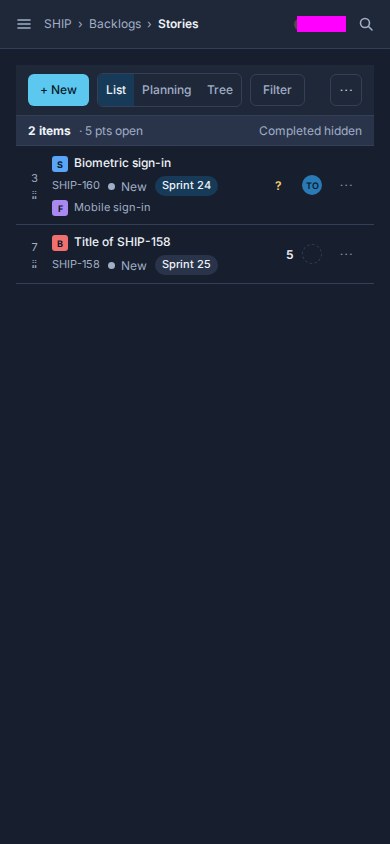 SHIP › Backlogs › Stories
+ New List Planning Tree Filter ...
2 items · 5 pts open Completed hidden
3 S Biometric sign-in
SHIP-160 New Sprint 24 ? TO ...
F Mobile sign-in
7 B Title of SHIP-158
SHIP-158 New Sprint 25 5 ...